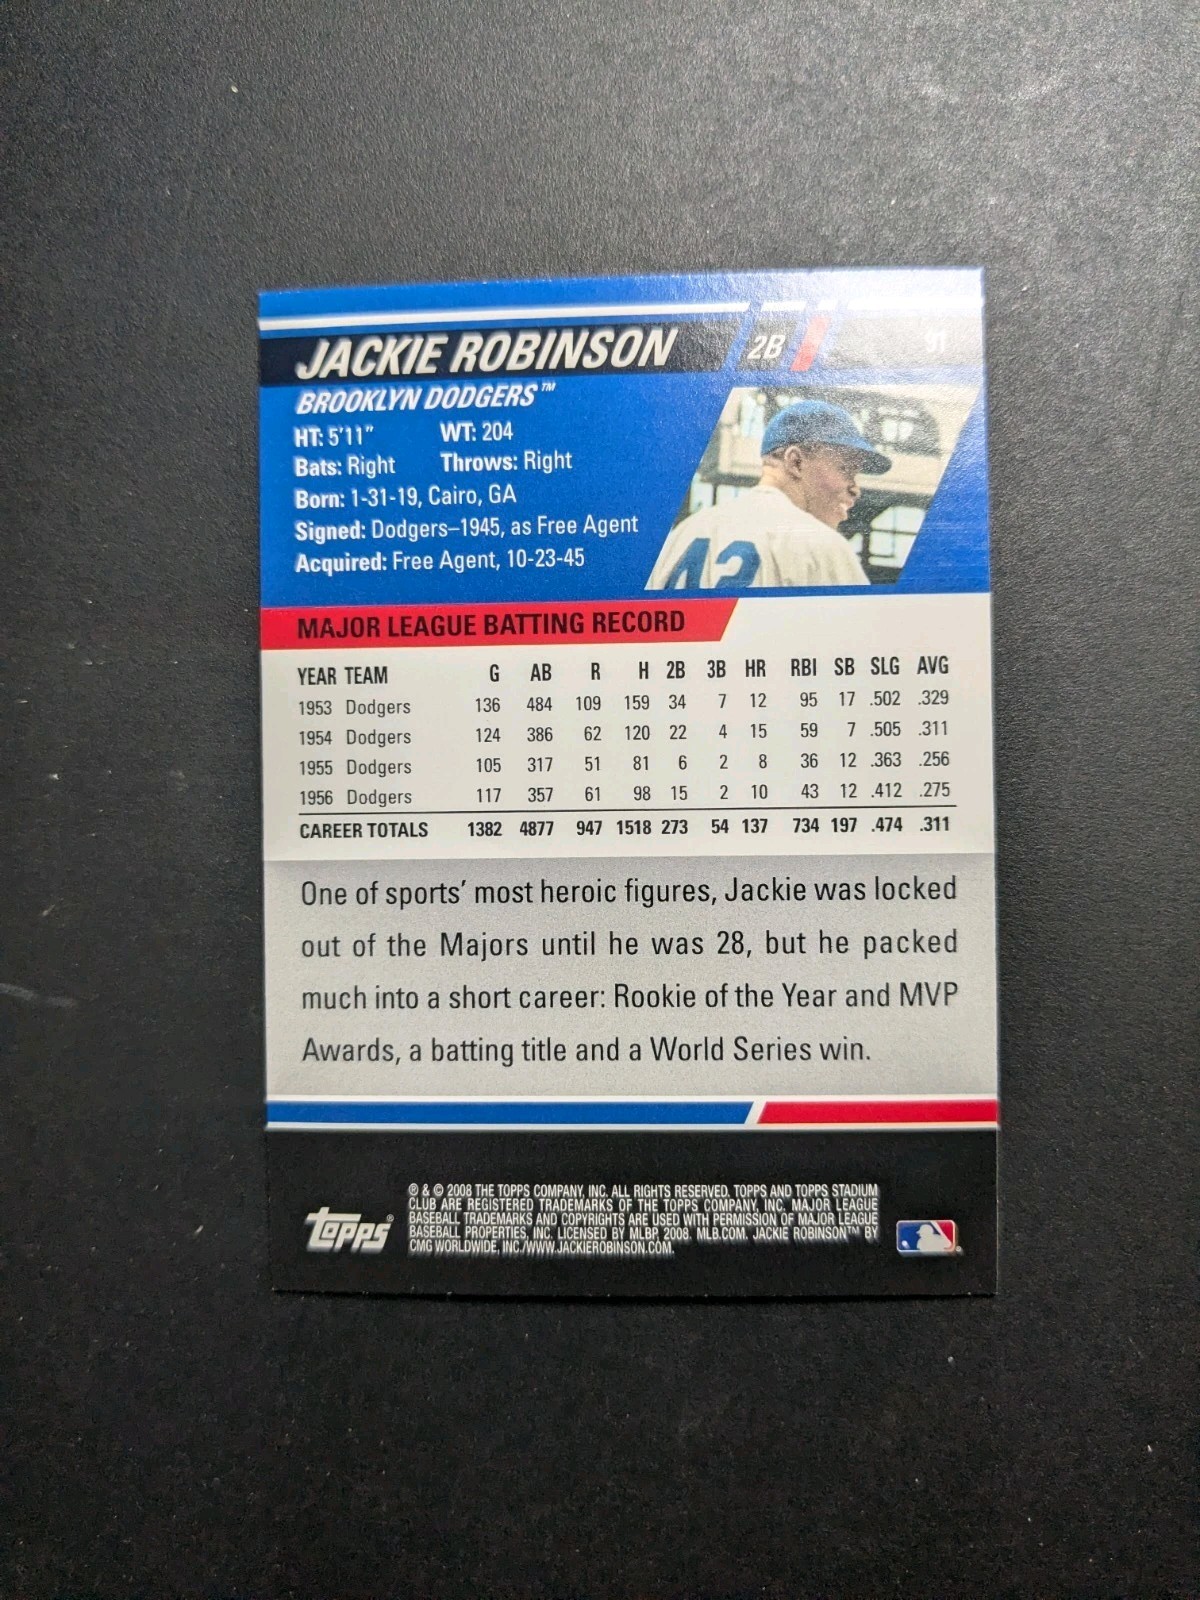 JACKIE ROBINSON 2B 91
BROOKLYN DODGERS™
HT: 5'11" WT: 204
Bats: Right Throws: Right
Born: 1-31-19, Cairo, GA
Signed: Dodgers–1945, as Free Agent
Acquired: Free Agent, 10-23-45
42
MAJOR LEAGUE BATTING RECORD
YEAR TEAM G AB R H 2B 3B HR RBI SB SLG AVG
1953 Dodgers 136 484 109 159 34 7 12 95 17 .502 .329
1954 Dodgers 124 386 62 120 22 4 15 59 7 .505 .311
1955 Dodgers 105 317 51 81 6 2 8 36 12 .363 .256
1956 Dodgers 117 357 61 98 15 2 10 43 12 .412 .275
CAREER TOTALS 1382 4877 947 1518 273 54 137 734 197 .474 .311
One of sports' most heroic figures, Jackie was locked
out of the Majors until he was 28, but he packed
much into a short career: Rookie of the Year and MVP
Awards, a batting title and a World Series win.
topps®
® & © 2008 THE TOPPS COMPANY, INC. ALL RIGHTS RESERVED. TOPPS AND TOPPS STADIUM
CLUB ARE REGISTERED TRADEMARKS OF THE TOPPS COMPANY, INC. MAJOR LEAGUE
BASEBALL TRADEMARKS AND COPYRIGHTS ARE USED WITH PERMISSION OF MAJOR LEAGUE
BASEBALL PROPERTIES, INC. LICENSED BY MLBP, 2008. MLB.COM. JACKIE ROBINSON™ BY
CMG WORLDWIDE, INC./WWW.JACKIEROBINSON.COM.